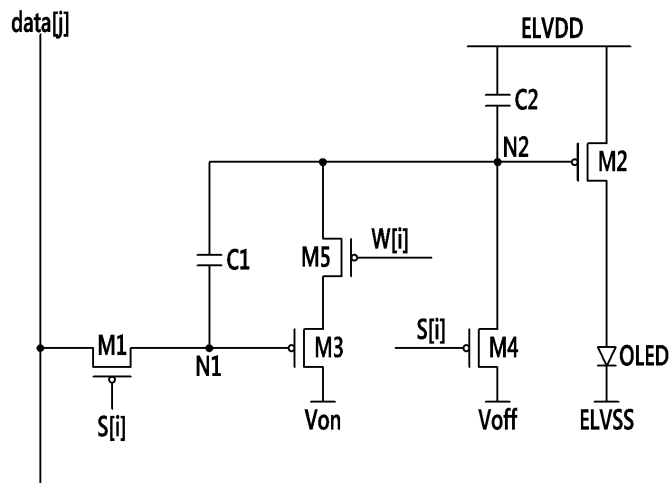 data[j]
ELVDD
C2
N2
M2
W[i]
M5
C1
S[i]
M1
M3
M4
OLED
N1
S[i]
Von
Voff
ELVSS